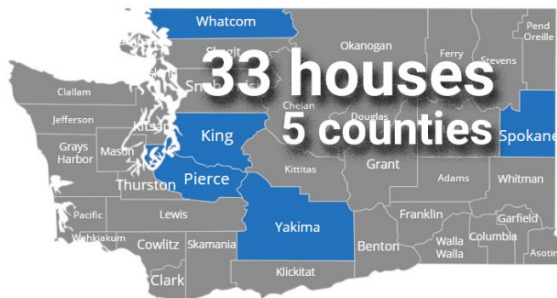 Whatcom
Pend
Oreille
Okanogan
Ferry
Stevens
Skagit
33 houses
Clallam
Chelan
Douglas
5 counties
Jefferson
Kitsap
King
Spokane
Grays
Harbor
Mason
Kittitas
Grant
Pierce
Adams
Whitman
Thurston
Pacific
Lewis
Yakima
Franklin
Garfield
Wahkiakum
Cowlitz
Skamania
Benton
Walla
Walla
Columbia
Asotin
Klickitat
Clark